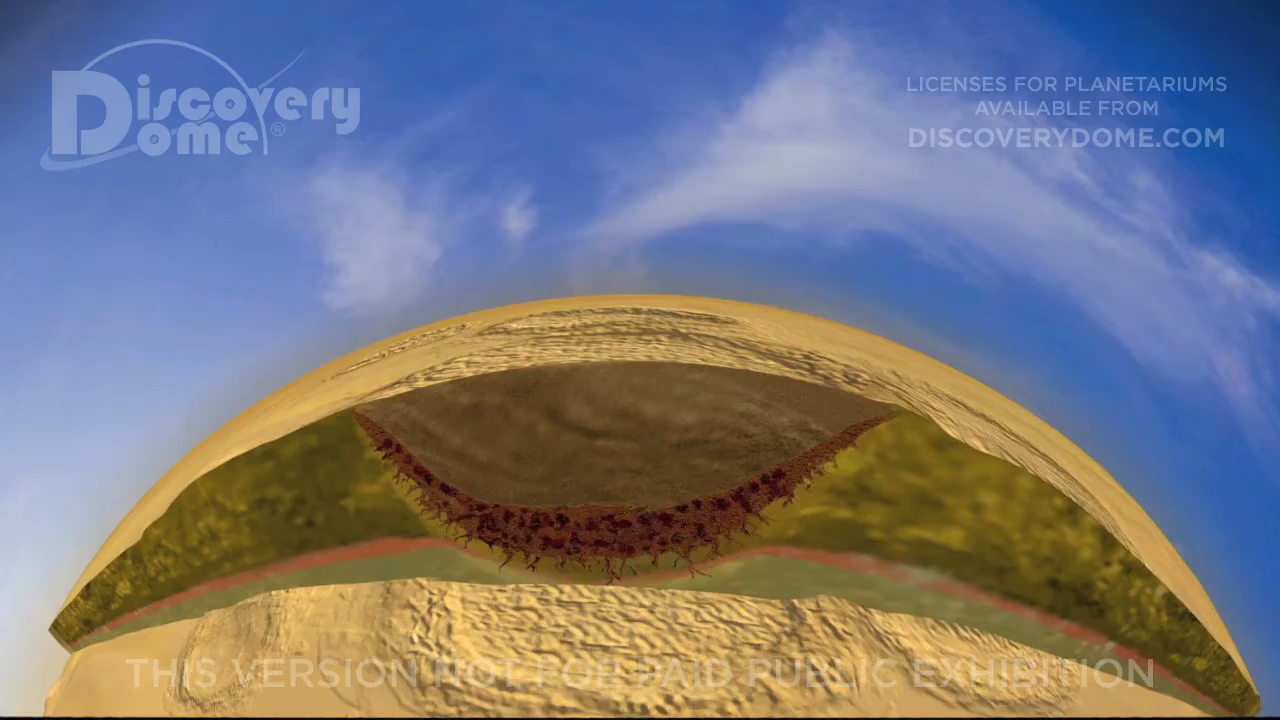 Discovery
Dome®
LICENSES FOR PLANETARIUMS
AVAILABLE FROM
DISCOVERYDOME.COM
THIS VERSION NOT FOR PAID PUBLIC EXHIBITION